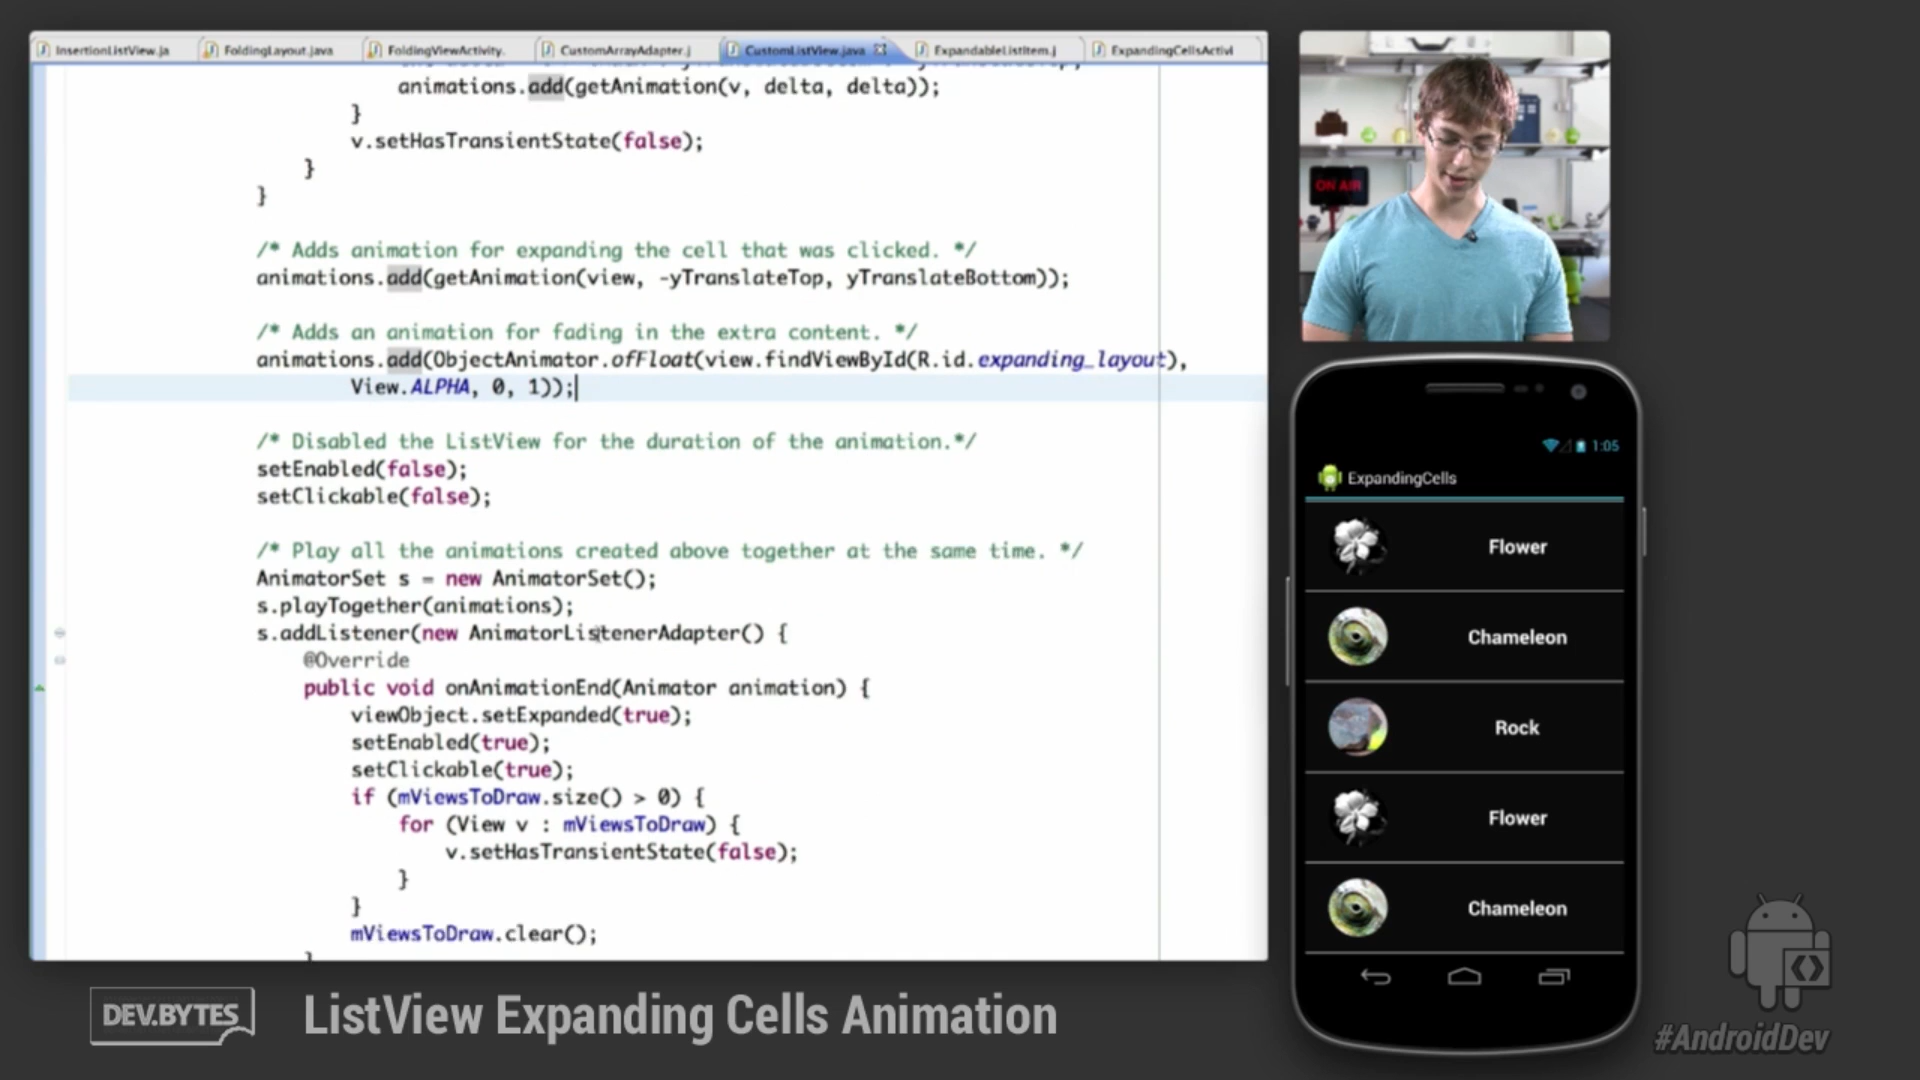 InsertionListView.ja
FoldingLayout.java
FoldingViewActivity.
CustomArrayAdapter.j
CustomListView.java
ExpandableListItem.j
ExpandingCellsActivi
animations.add(getAnimation(v, delta, delta));
}
v.setHasTransientState(false);
}
}
/* Adds animation for expanding the cell that was clicked. */
animations.add(getAnimation(view, -yTranslateTop, yTranslateBottom));
/* Adds an animation for fading in the extra content. */
animations.add(ObjectAnimator.ofFloat(view.findViewById(R.id.expanding_layout),
View.ALPHA, 0, 1));
/* Disabled the ListView for the duration of the animation.*/
setEnabled(false);
setClickable(false);
/* Play all the animations created above together at the same time. */
AnimatorSet s = new AnimatorSet();
s.playTogether(animations);
s.addListener(new AnimatorListenerAdapter() {
@Override
public void onAnimationEnd(Animator animation) {
viewObject.setExpanded(true);
setEnabled(true);
setClickable(true);
if (mViewsToDraw.size() > 0) {
for (View v : mViewsToDraw) {
v.setHasTransientState(false);
}
}
mViewsToDraw.clear();
ON AIR
1:05
ExpandingCells
Flower
Chameleon
Rock
Flower
Chameleon
DEV.BYTES
ListView Expanding Cells Animation
#AndroidDev